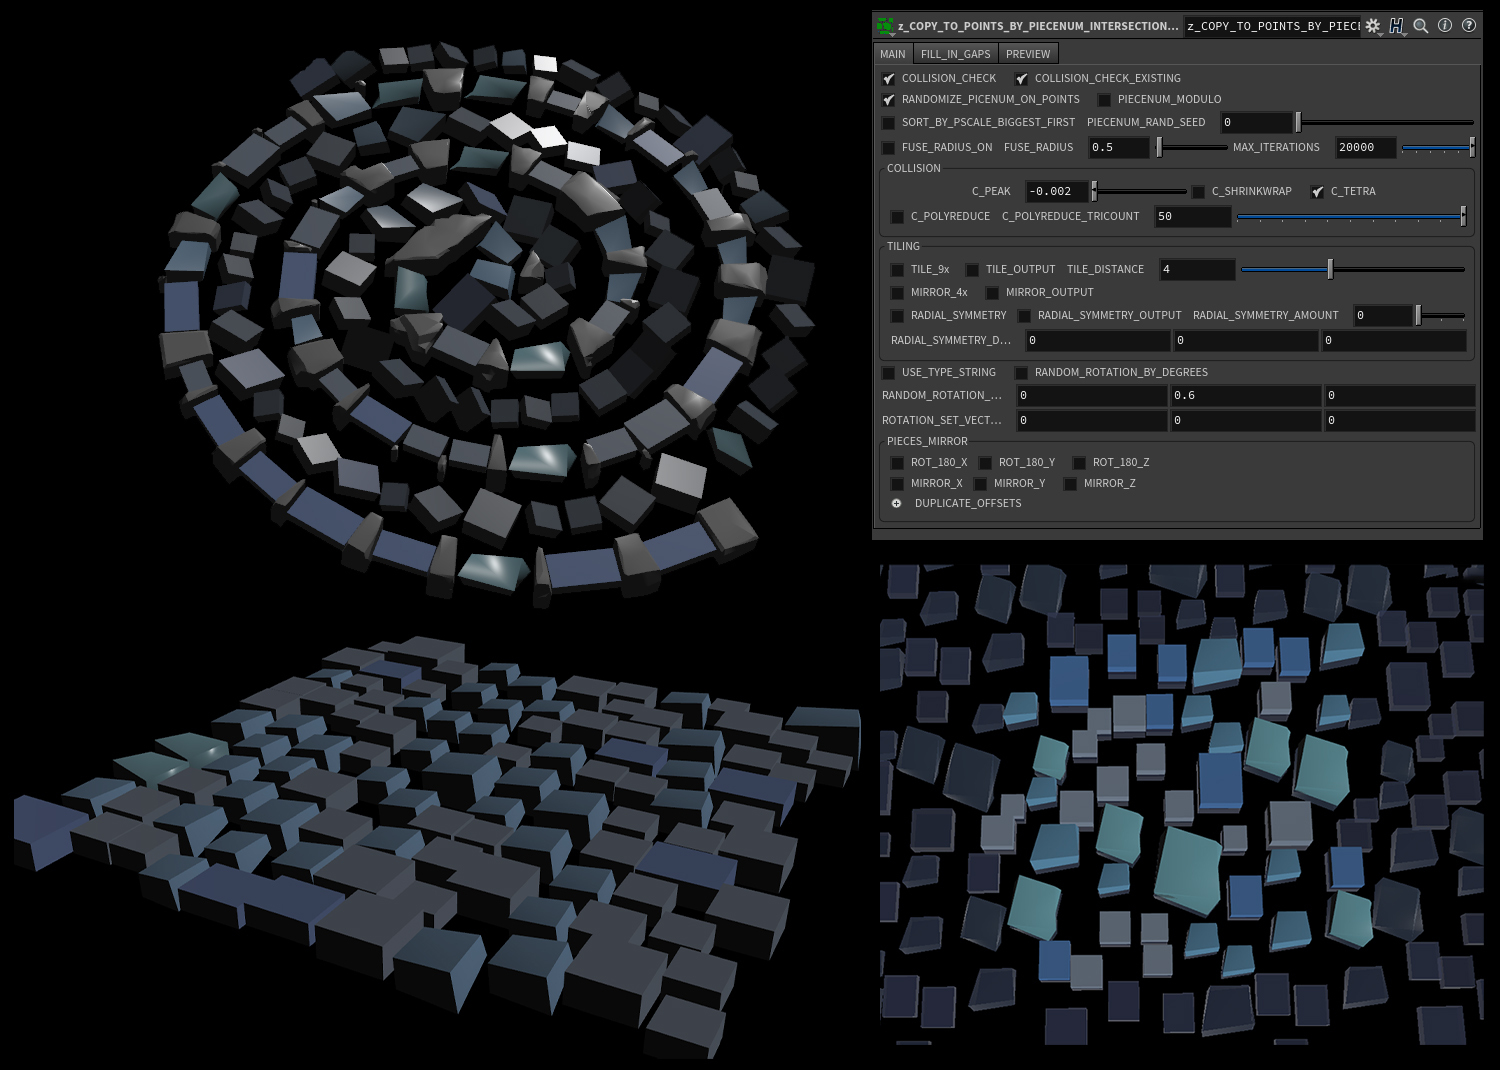 z_COPY_TO_POINTS_BY_PIECENUM_INTERSECTION... z_COPY_TO_POINTS_BY_PIECE
MAIN FILL_IN_GAPS PREVIEW
COLLISION_CHECK COLLISION_CHECK_EXISTING
RANDOMIZE_PICENUM_ON_POINTS PIECENUM_MODULO
SORT_BY_PSCALE_BIGGEST_FIRST PIECENUM_RAND_SEED 0
FUSE_RADIUS_ON FUSE_RADIUS 0.5 MAX_ITERATIONS 20000
COLLISION
C_PEAK -0.002 C_SHRINKWRAP C_TETRA
C_POLYREDUCE C_POLYREDUCE_TRICOUNT 50
TILING
TILE_9x TILE_OUTPUT TILE_DISTANCE 4
MIRROR_4x MIRROR_OUTPUT
RADIAL_SYMMETRY RADIAL_SYMMETRY_OUTPUT RADIAL_SYMMETRY_AMOUNT 0
RADIAL_SYMMETRY_D... 0 0 0
USE_TYPE_STRING RANDOM_ROTATION_BY_DEGREES
RANDOM_ROTATION_... 0 0.6 0
ROTATION_SET_VECT... 0 0 0
PIECES_MIRROR
ROT_180_X ROT_180_Y ROT_180_Z
MIRROR_X MIRROR_Y MIRROR_Z
DUPLICATE_OFFSETS